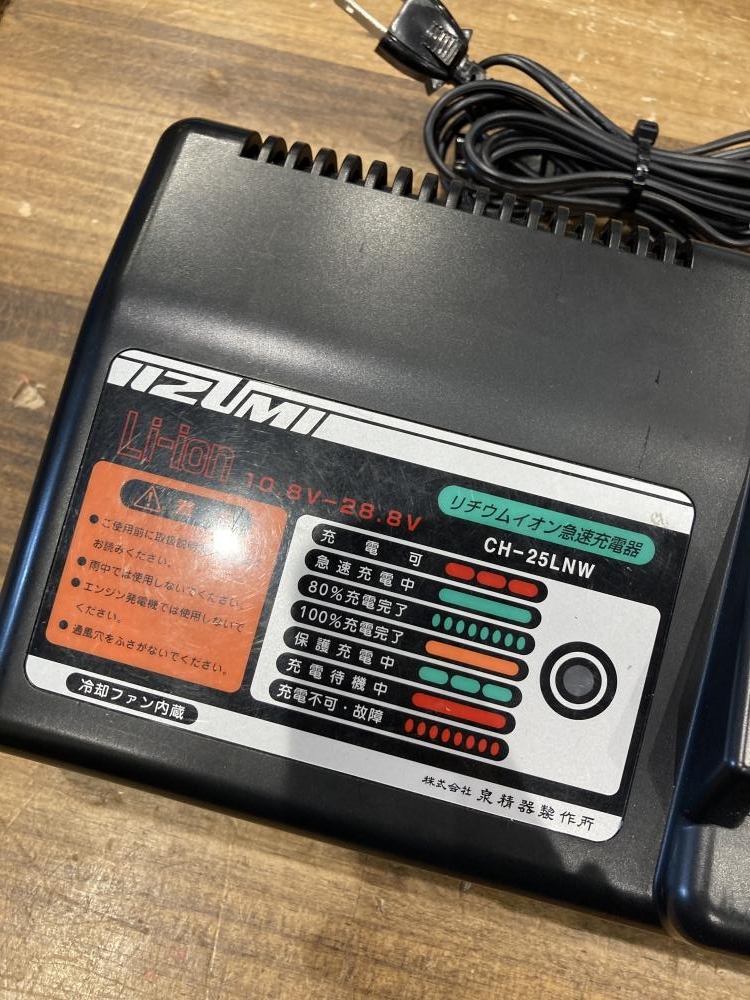 IZUMI
Li-ion
10.8V-28.8V
リチウムイオン急速充電器
CH-25LNW
ご使用前に取扱説
お読みください。
雨中では使用しないでください。
エンジン発電機では使用しないで
ください。
通風穴をふさがないでください。
充電可
急速充電中
80%充電完了
100%充電完了
保護充電中
充電待機中
充電不可・故障
冷却ファン内蔵
株式会社 泉精器製作所